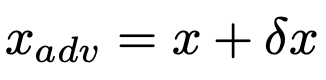 x_{adv} = x + δx